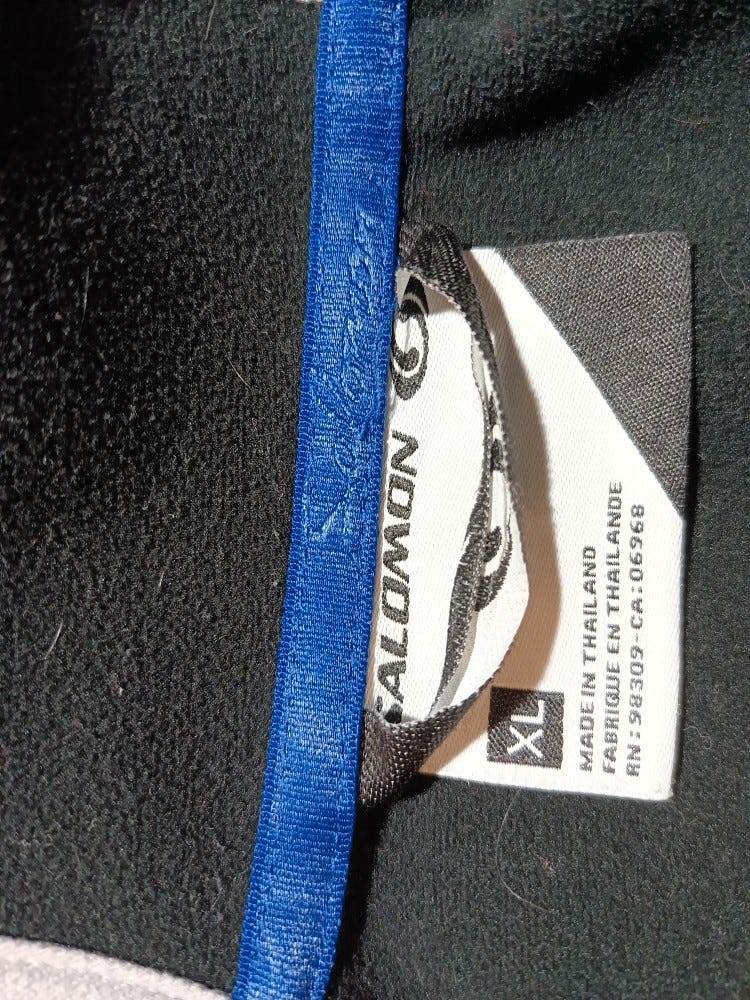 SALOMON
XL
MADE IN THAILAND
FABRIQUE EN THAILANDE
RN:98309-CA:06968